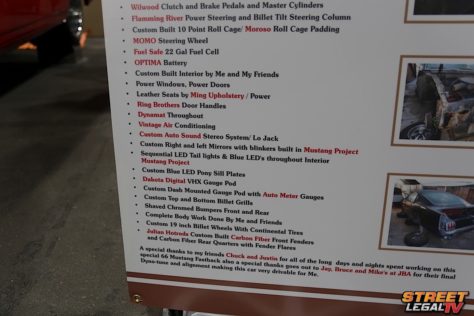 Wilwood Clutch and Brake Pedals and Master Cylinders
Flamming River Power Steering and Billet Tilt Steering Column
Custom Built 10 Point Roll Cage/ Moroso Roll Cage Padding
MOMO Steering Wheel
Fuel Safe 22 Gal Fuel Cell
OPTIMA Battery
Custom Built Interior by Me and My Friends
Power Windows, Power Doors
Leather Seats by Ming Upholstery / Power
Ring Brothers Door Handles
Dynamat Throughout
Vintage Air Conditioning
Custom Auto Sound Stereo System/ Lo Jack
Custom Right and left Mirrors with blinkers built in Mustang Project
Sequential LED Tail lights & Blue LED's throughout Interior
Mustang Project
Custom Blue LED Pony Sill Plates
Dakota Digital VHX Gauge Pod
Custom Dash Mounted Gauge Pod with Auto Meter Gauges
Custom Top and Bottom Billet Grills
Shaved Chromed Bumpers Front and Rear
Complete Body Work Done By Me and Friends
Custom 19 inch Billet Wheels With Continental Tires
Julian Hotrods Custom Built Carbon Fiber Front Fenders
and Carbon Fiber Rear Quarters with Fender Flares
A special thanks to my friends Chuck and Justin for all of the long days and nights spent working on this
special 66 Mustang Fastback also a special thanks goes out to Jay, Bruce and Mike's at JBA for their final
Dyno-tune and alignment making this car very drivable for Me.
STREET
LEGAL TV